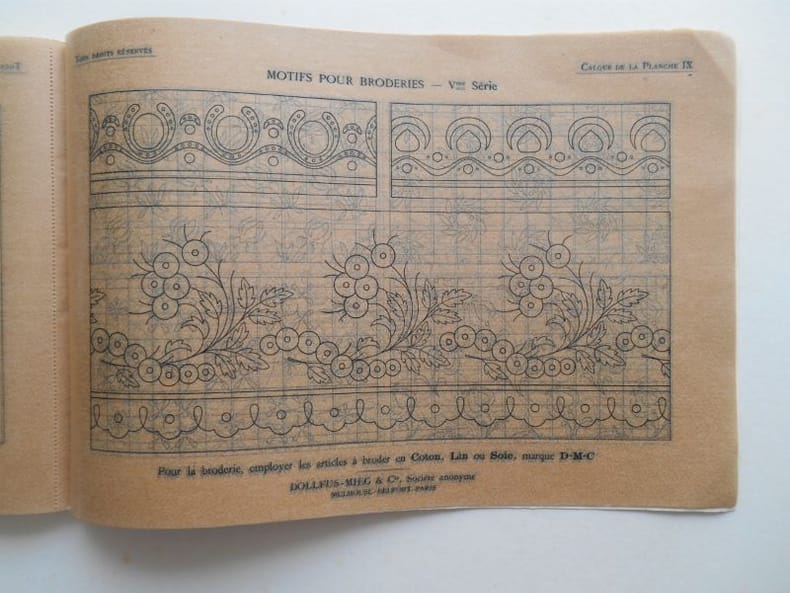 TOUS DROITS RÉSERVÉS
CALQUE DE LA PLANCHE IX
MOTIFS POUR BRODERIES — Vme Série
Pour la broderie, employer les articles à broder en Coton, Lin ou Soie, marque D·M·C
DOLLFUS-MIEG & Cie, Société anonyme
MULHOUSE-BELFORT-PARIS